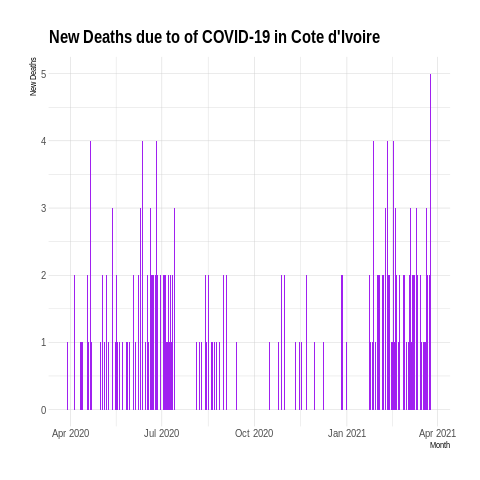 New Deaths due to of COVID-19 in Cote d'Ivoire
New Deaths
5
4
3
2
1
0
Apr 2020 Jul 2020 Oct 2020 Jan 2021 Apr 2021
Month